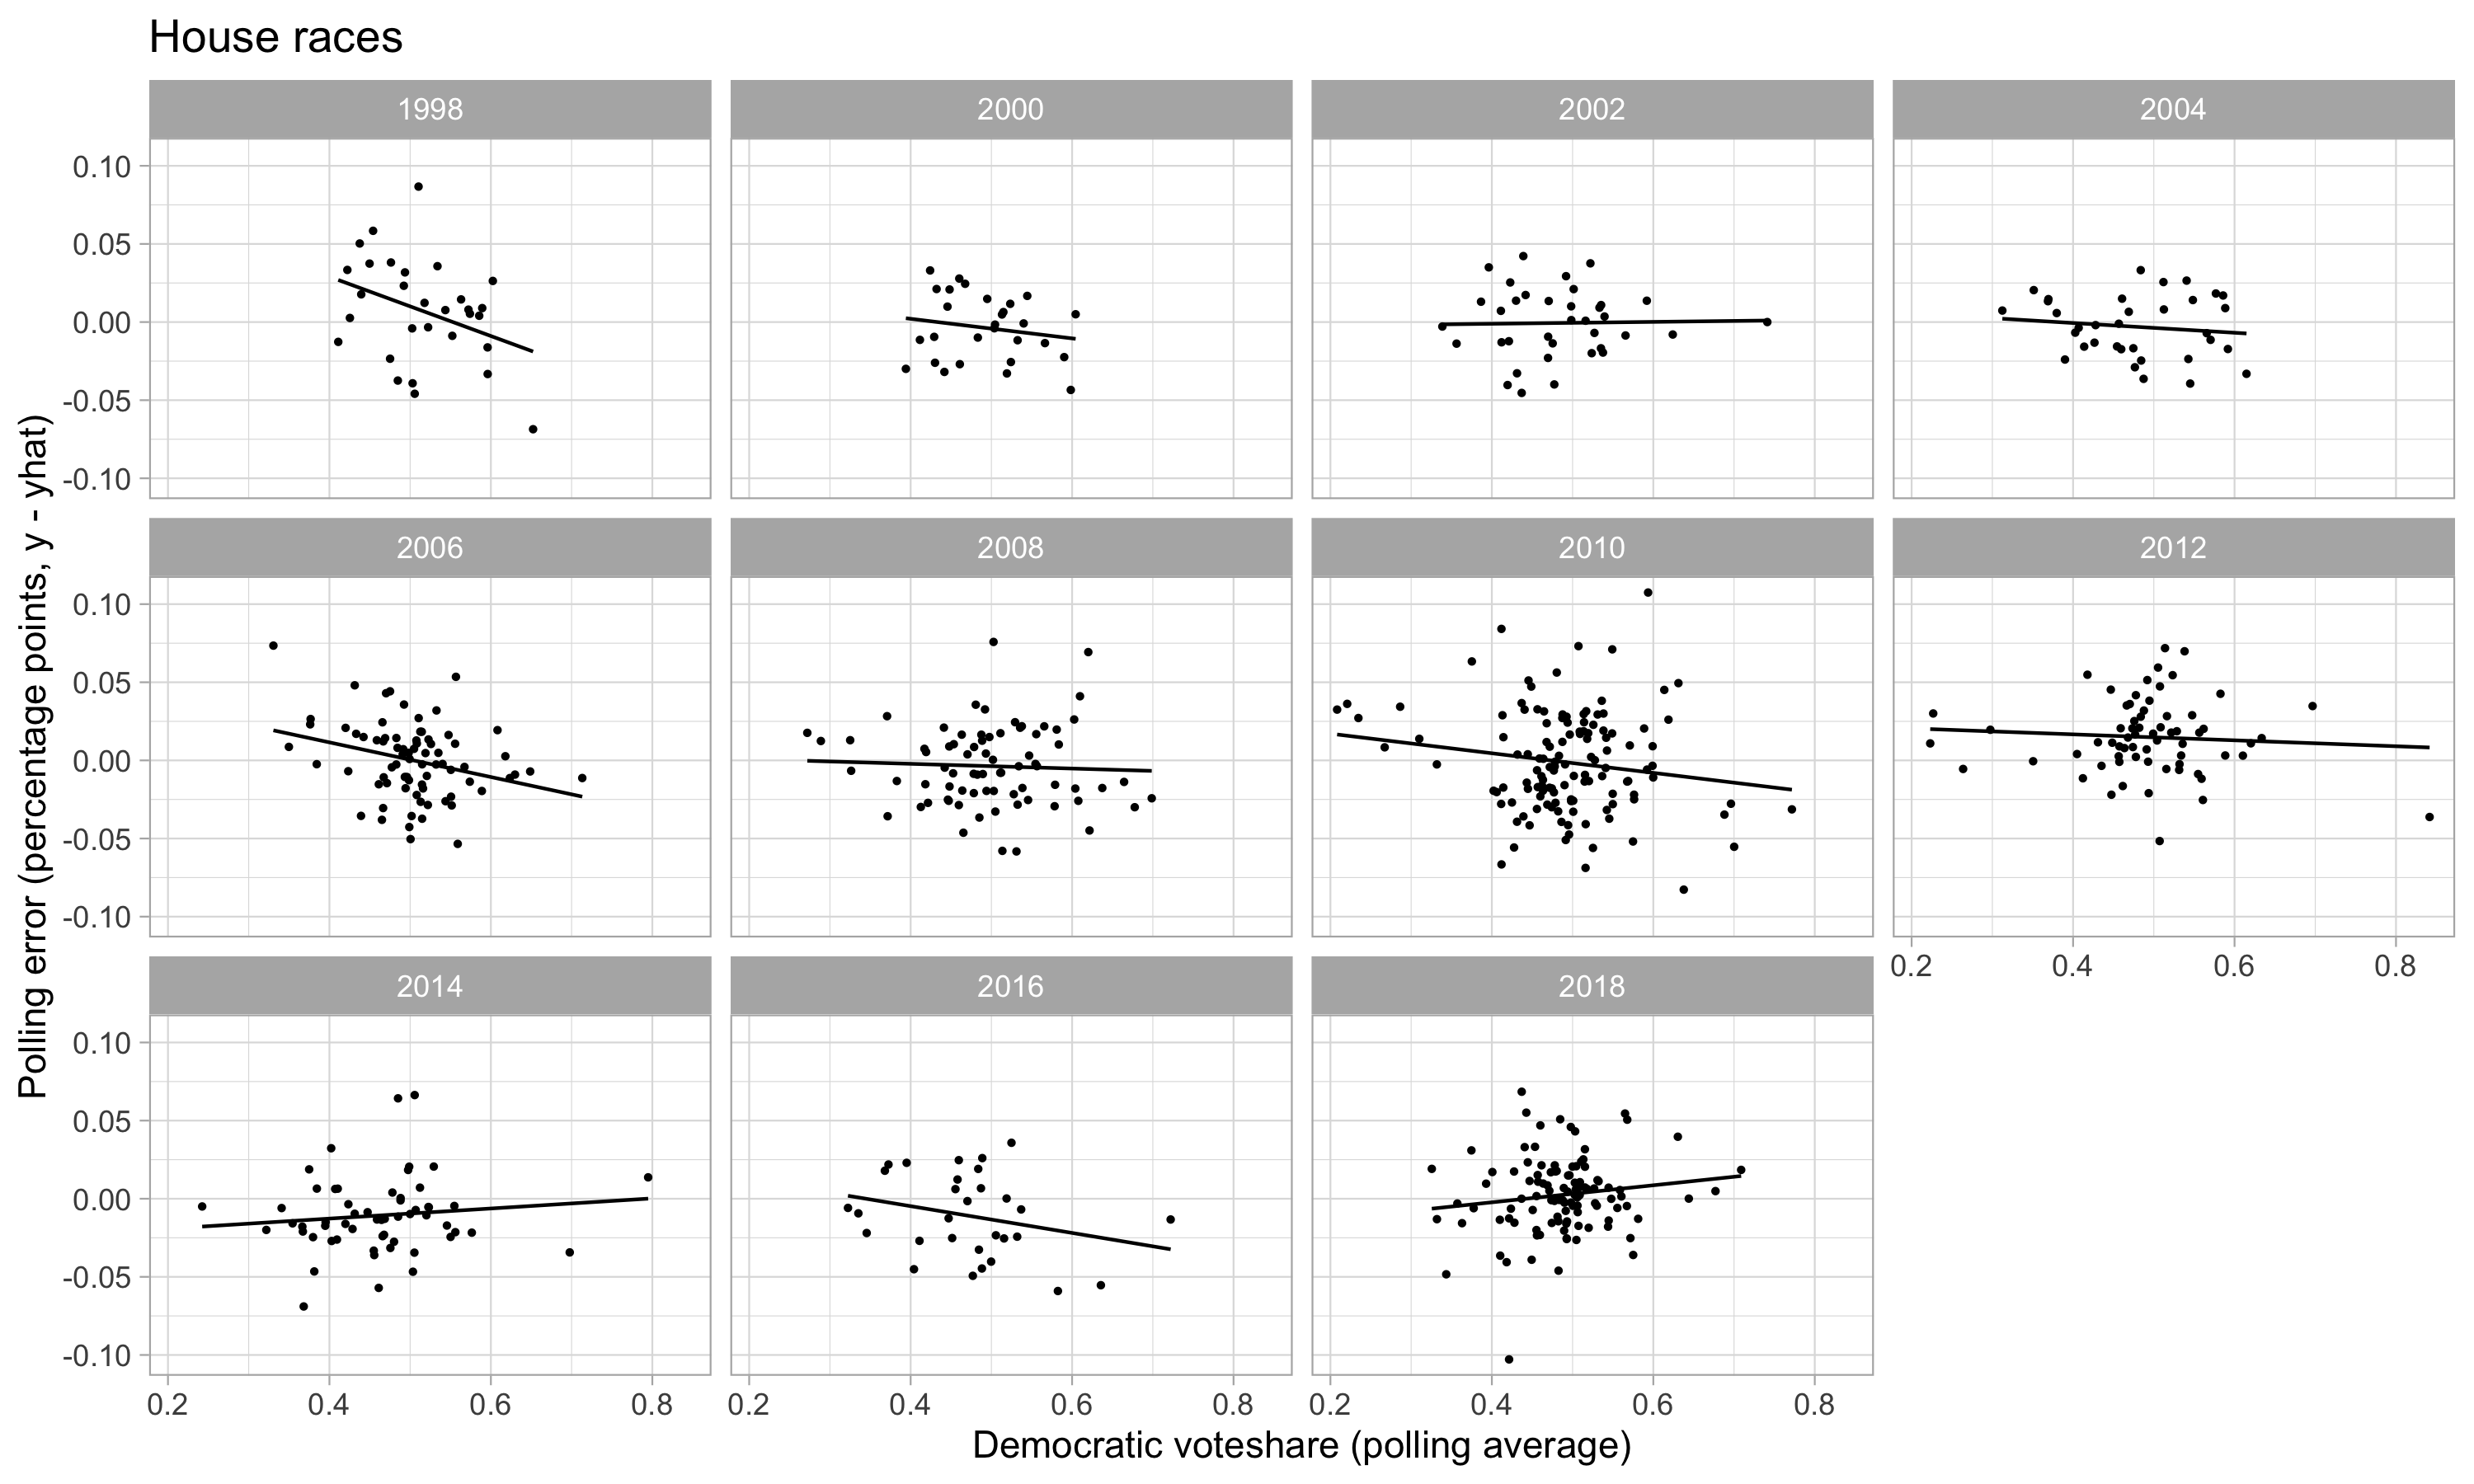 House races
1998 2000 2002 2004
0.10
0.05
0.00
-0.05
-0.10
2006 2008 2010 2012
0.10
0.05
0.00
-0.05
-0.10
0.2 0.4 0.6 0.8
2014 2016 2018
0.10
0.05
0.00
-0.05
-0.10
0.2 0.4 0.6 0.8 0.2 0.4 0.6 0.8 0.2 0.4 0.6 0.8
Democratic voteshare (polling average)
Polling error (percentage points, y - yhat)